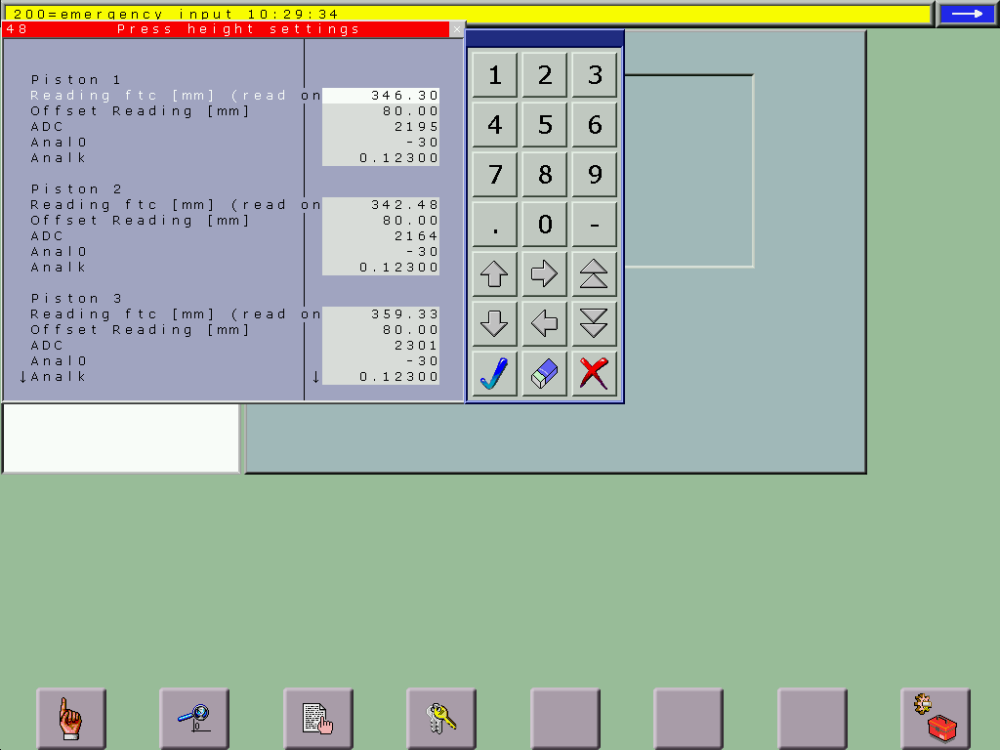 200=emergency input 10:29:34
48 Press height settings
Piston 1
Reading ftc [mm] (read on 346.30
Offset Reading [mm] 80.00
ADC 2195
Anal0 -30
Analk 0.12300
Piston 2
Reading ftc [mm] (read on 342.48
Offset Reading [mm] 80.00
ADC 2164
Anal0 -30
Analk 0.12300
Piston 3
Reading ftc [mm] (read on 359.33
Offset Reading [mm] 80.00
ADC 2301
Anal0 -30
↓Analk ↓ 0.12300
1 2 3
4 5 6
7 8 9
. 0 -
0